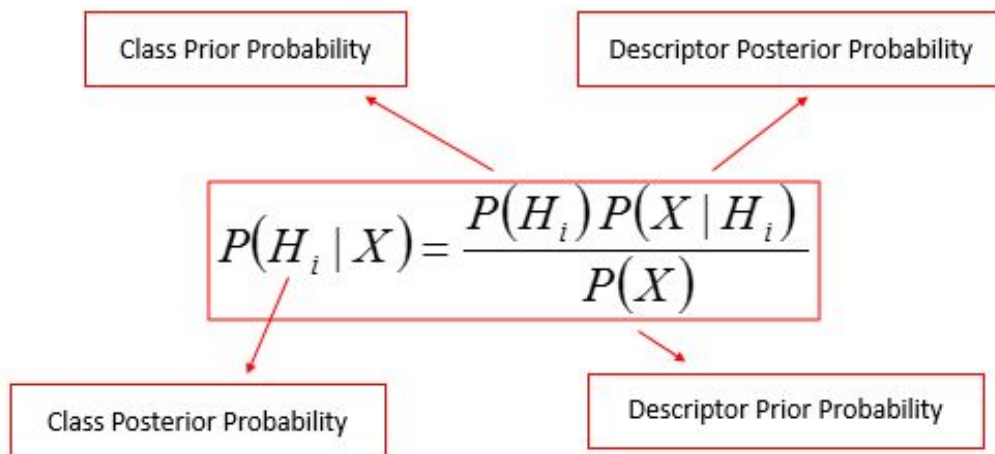 Class Prior Probability
Descriptor Posterior Probability
P(H_i | X) = P(H_i) P(X | H_i) / P(X)
Class Posterior Probability
Descriptor Prior Probability